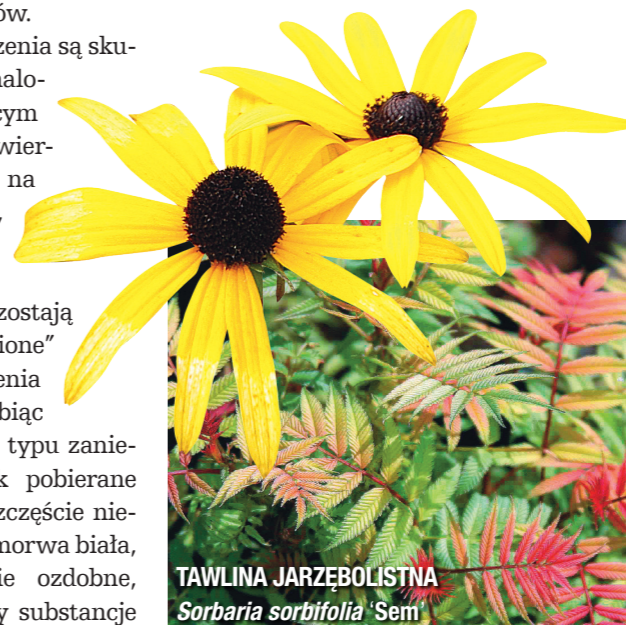 ów.
zenia są sku-
nalo-
cym
wier-
na
zostają
ione”
enia
biąc
typu zanie-
k pobierane
zczęście nie-
morwa biała,
ie ozdobne,
y substancje
TAWLINA JARZĘBOLISTNA
Sorbaria sorbifolia ‘Sem’